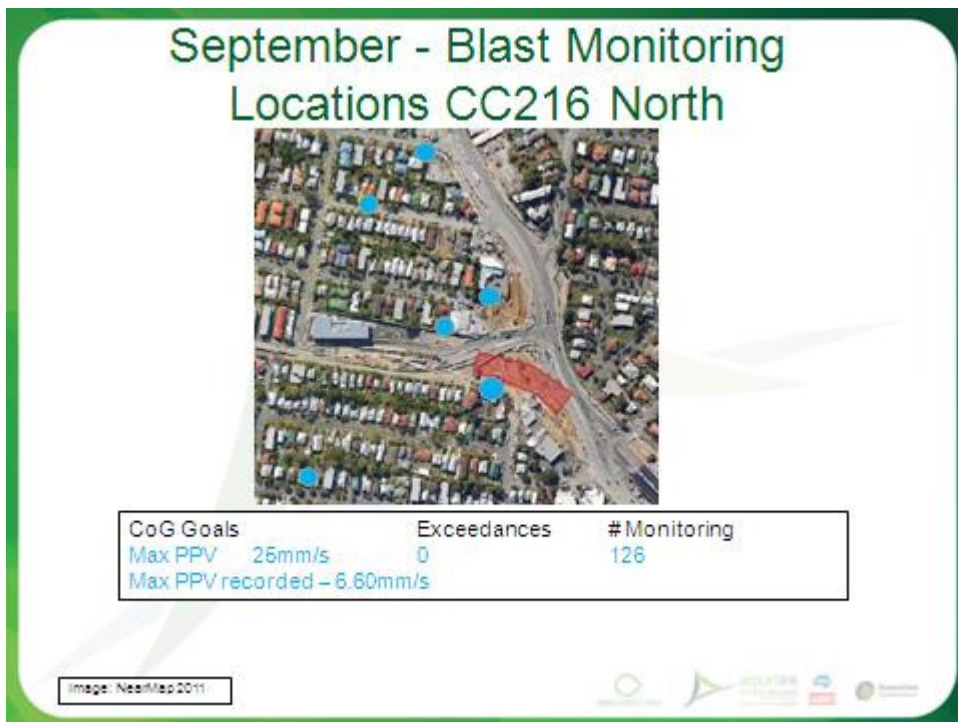 September - Blast Monitoring
Locations CC216 North
CoG Goals Exceedances # Monitoring
Max PPV 25mm/s 0 126
Max PPV recorded – 6.60mm/s
Image: NearMap 2011